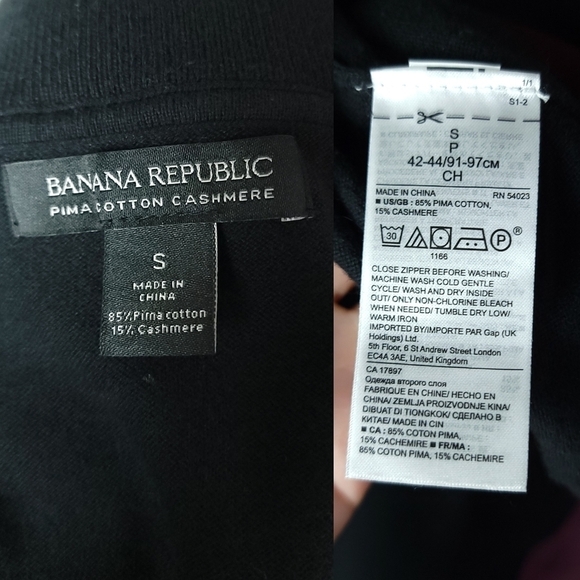 BANANA REPUBLIC
PIMA COTTON CASHMERE
S
MADE IN
CHINA
85% Pima cotton
15% Cashmere
1/1
S1-2
S
P
42-44/91-97CM
CH
MADE IN CHINA RN 54023
■ US/GB : 85% PIMA COTTON,
15% CASHMERE
30 P ®
1166
CLOSE ZIPPER BEFORE WASHING/
MACHINE WASH COLD GENTLE
CYCLE/ WASH AND DRY INSIDE
OUT/ ONLY NON-CHLORINE BLEACH
WHEN NEEDED/ TUMBLE DRY LOW/
WARM IRON
IMPORTED BY/IMPORTE PAR Gap (UK
Holdings) Ltd.
5th Floor, 6 St Andrew Street London
EC4A 3AE, United Kingdom
CA 17897
Одежда второго слоя
FABRIQUE EN CHINE/ HECHO EN
CHINA/ ZEMLJA PROIZVODNJE KINA/
DIBUAT DI TIONGKOK/ СДЕЛАНО В
КИТАЕ/ MADE IN CIN
■ CA : 85% COTON PIMA,
15% CACHEMIRE ■ FR/MA :
85% COTON PIMA, 15% CACHEMIRE